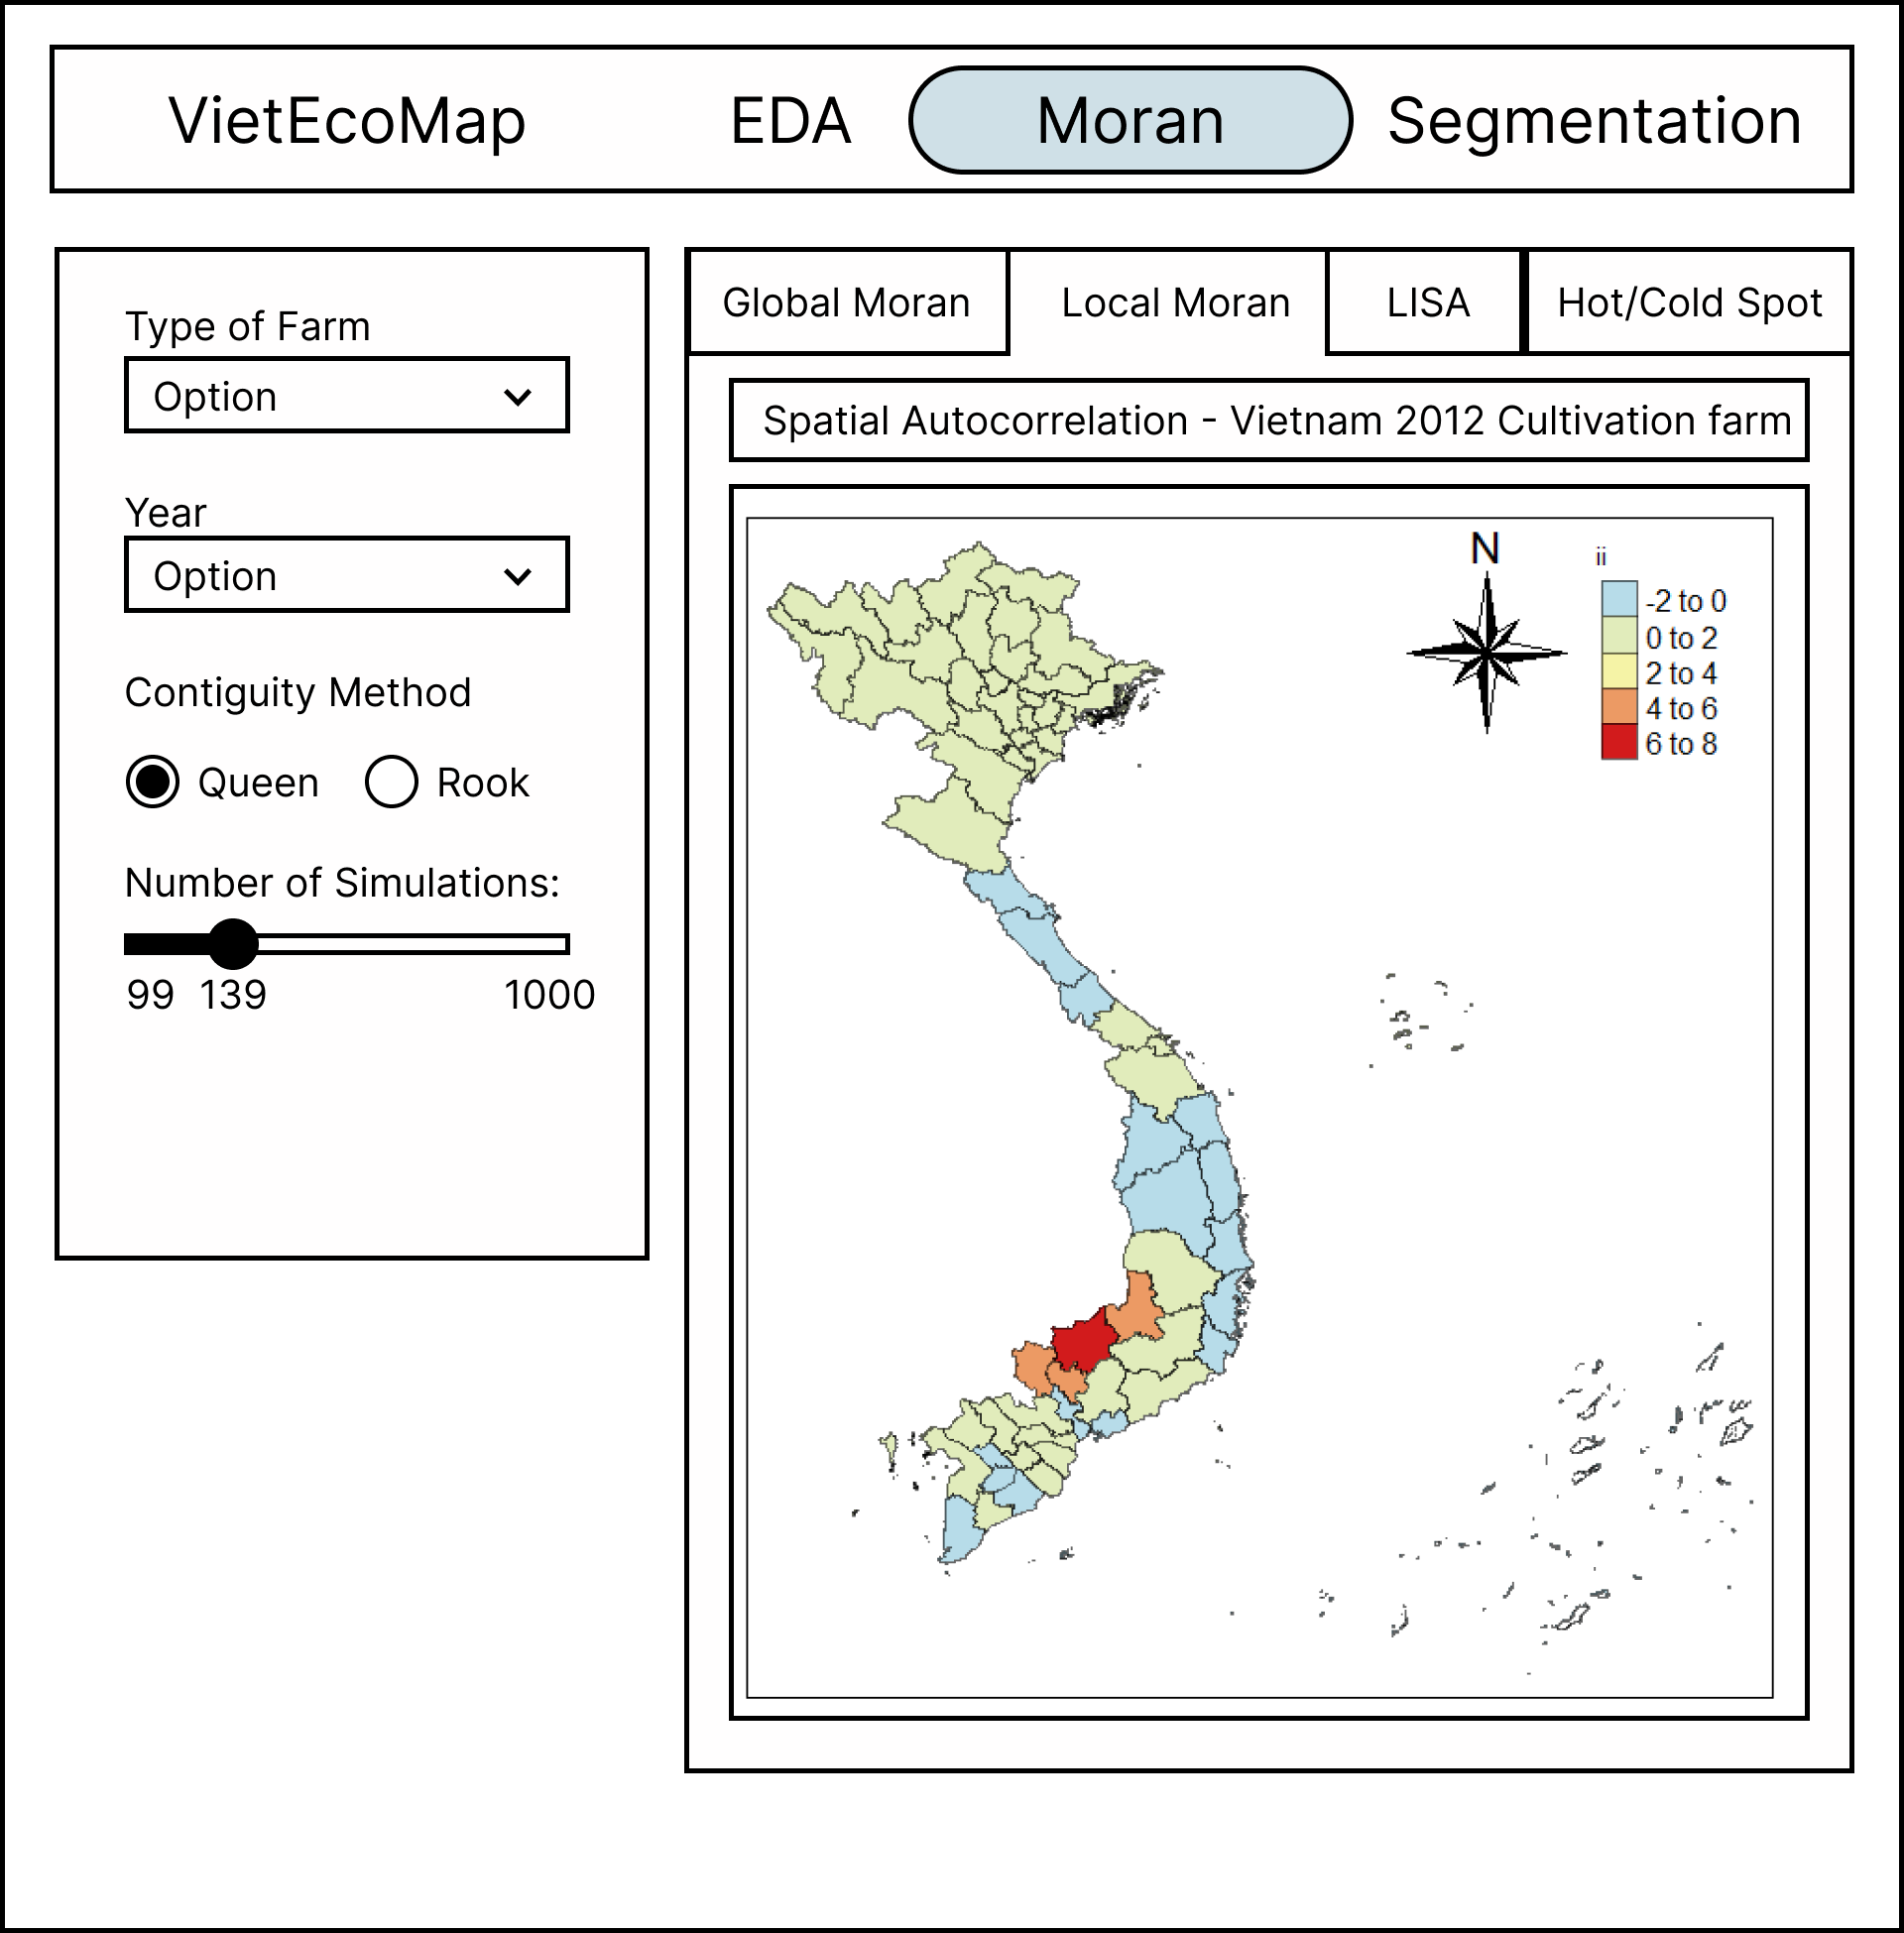 VietEcoMap EDA Moran Segmentation
Type of Farm
Option
Year
Option
Contiguity Method
Queen Rook
Number of Simulations:
99 139 1000
Global Moran Local Moran LISA Hot/Cold Spot
Spatial Autocorrelation - Vietnam 2012 Cultivation farm
N
ii
-2 to 0
0 to 2
2 to 4
4 to 6
6 to 8